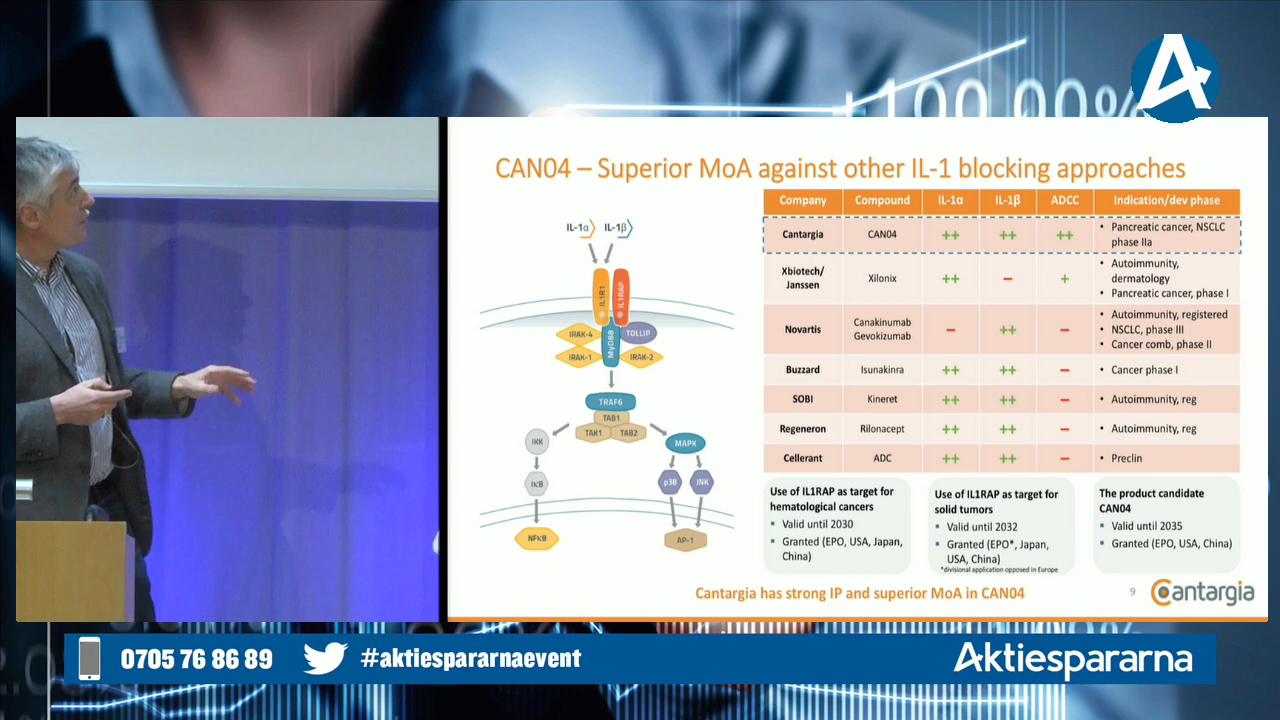 +100,00%
A
CAN04 – Superior MoA against other IL-1 blocking approaches
IL-1α IL-1β
IL1R1
IL1RAP
IRAK-4
MyD88
TOLLIP
IRAK-1
IRAK-2
TRAF6
TAB1
TAK1
TAB2
IKK
MAPK
IκB
p38
JNK
NFκB
AP-1
Company Compound IL-1α IL-1β ADCC Indication/dev phase
Cantargia CAN04 ++ ++ ++ • Pancreatic cancer, NSCLC
phase IIa
Xbiotech/
Janssen Xilonix ++ – + • Autoimmunity,
dermatology
• Pancreatic cancer, phase I
Novartis Canakinumab
Gevokizumab – ++ – • Autoimmunity, registered
• NSCLC, phase III
• Cancer comb, phase II
Buzzard Isunakinra ++ ++ – • Cancer phase I
SOBI Kineret ++ ++ – • Autoimmunity, reg
Regeneron Rilonacept ++ ++ – • Autoimmunity, reg
Cellerant ADC ++ ++ – • Preclin
Use of IL1RAP as target for
hematological cancers
▪ Valid until 2030
▪ Granted (EPO, USA, Japan,
China)
Use of IL1RAP as target for
solid tumors
▪ Valid until 2032
▪ Granted (EPO*, Japan,
USA, China)
*divisional application opposed in Europe
The product candidate
CAN04
▪ Valid until 2035
▪ Granted (EPO, USA, China)
Cantargia has strong IP and superior MoA in CAN04
9
Cantargia
0705 76 86 89
#aktiespararnaevent
Aktiespararna